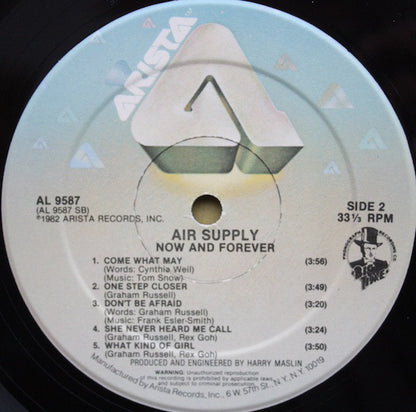 ARISTA
AL 9587
(AL 9587 SB)
℗1982 ARISTA RECORDS, INC.
SIDE 2
33⅓ RPM
AIR SUPPLY
NOW AND FOREVER
1. COME WHAT MAY (3:56)
(Words: Cynthia Weil)
(Music: Tom Snow)
2. ONE STEP CLOSER (3:49)
(Graham Russell)
3. DON'T BE AFRAID (3:20)
(Words: Graham Russell)
(Music: Frank Esler-Smith)
4. SHE NEVER HEARD ME CALL (3:24)
(Graham Russell, Rex Goh)
5. WHAT KIND OF GIRL (3:50)
(Graham Russell, Rex Goh)
PRODUCED AND ENGINEERED BY HARRY MASLIN
WARNING: Unauthorized reproduction
of this recording is prohibited by applicable laws
and subject to criminal prosecution.
Manufactured by Arista Records, Inc., 6 W. 57th St., N.Y., N.Y. 10019
BIG TIME
PHONOGRAPH RECORDING CO.